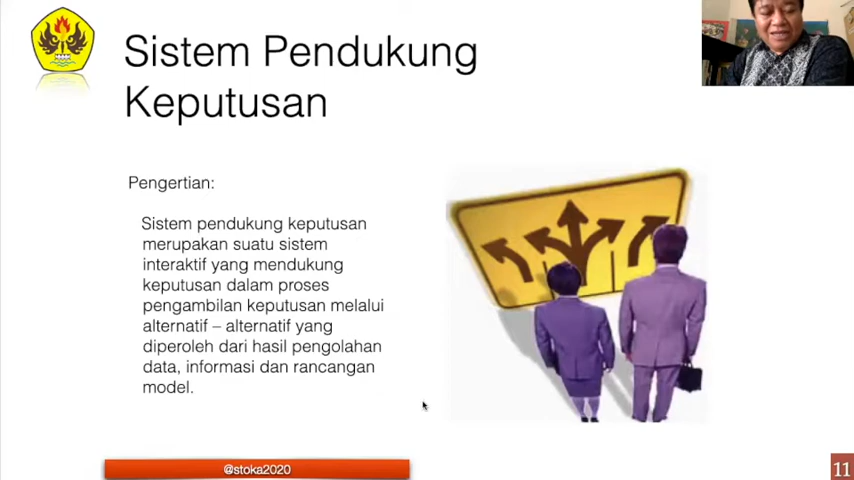 Sistem Pendukung
Keputusan
Pengertian:
Sistem pendukung keputusan
merupakan suatu sistem
interaktif yang mendukung
keputusan dalam proses
pengambilan keputusan melalui
alternatif – alternatif yang
diperoleh dari hasil pengolahan
data, informasi dan rancangan
model.
@stoka2020
11